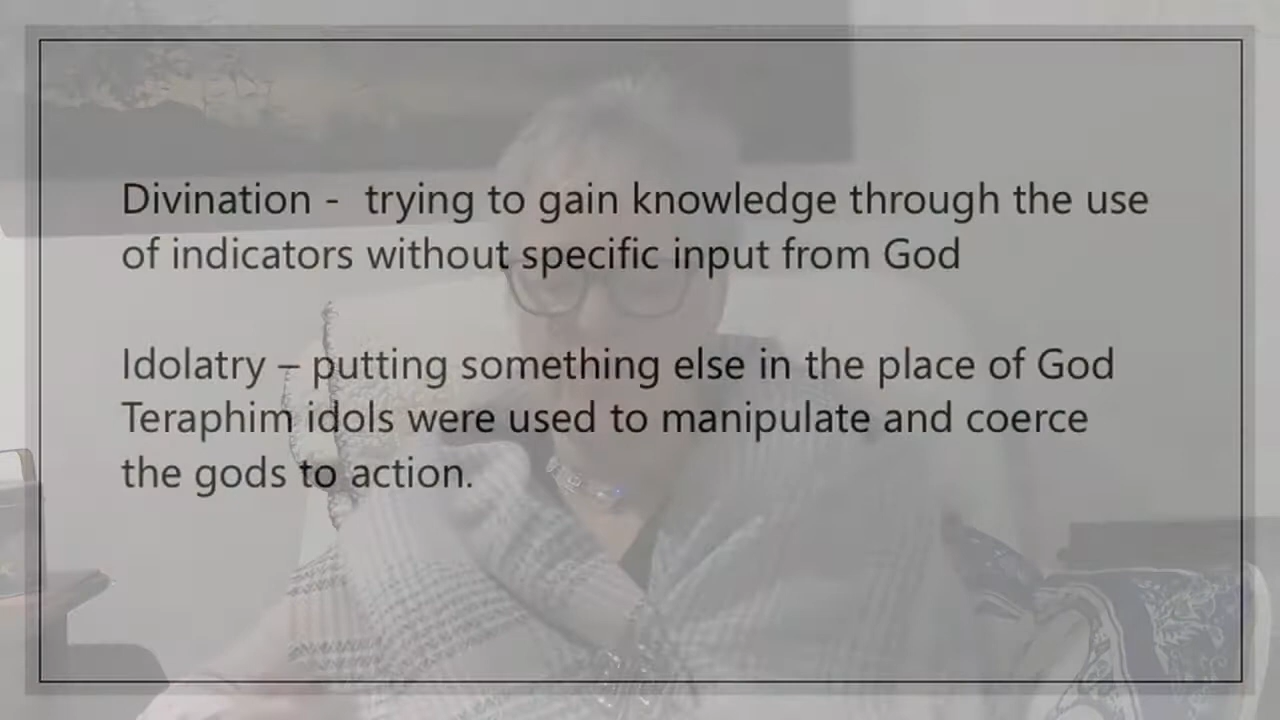 Divination -  trying to gain knowledge through the use
of indicators without specific input from God
Idolatry – putting something else in the place of God
Teraphim idols were used to manipulate and coerce
the gods to action.